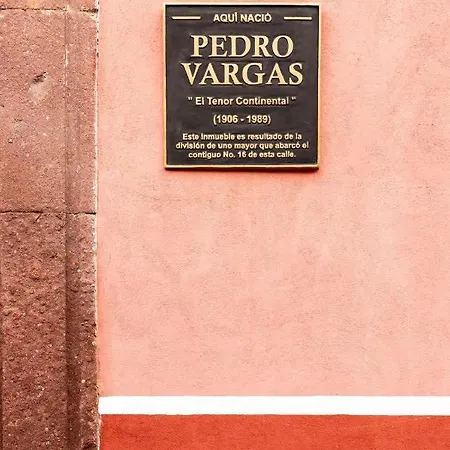 AQUÍ NACIÓ
PEDRO
VARGAS
" El Tenor Continental "
(1906 - 1989)
Este inmueble es resultado de la
división de uno mayor que abarcó el
contiguo No. 16 de esta calle.